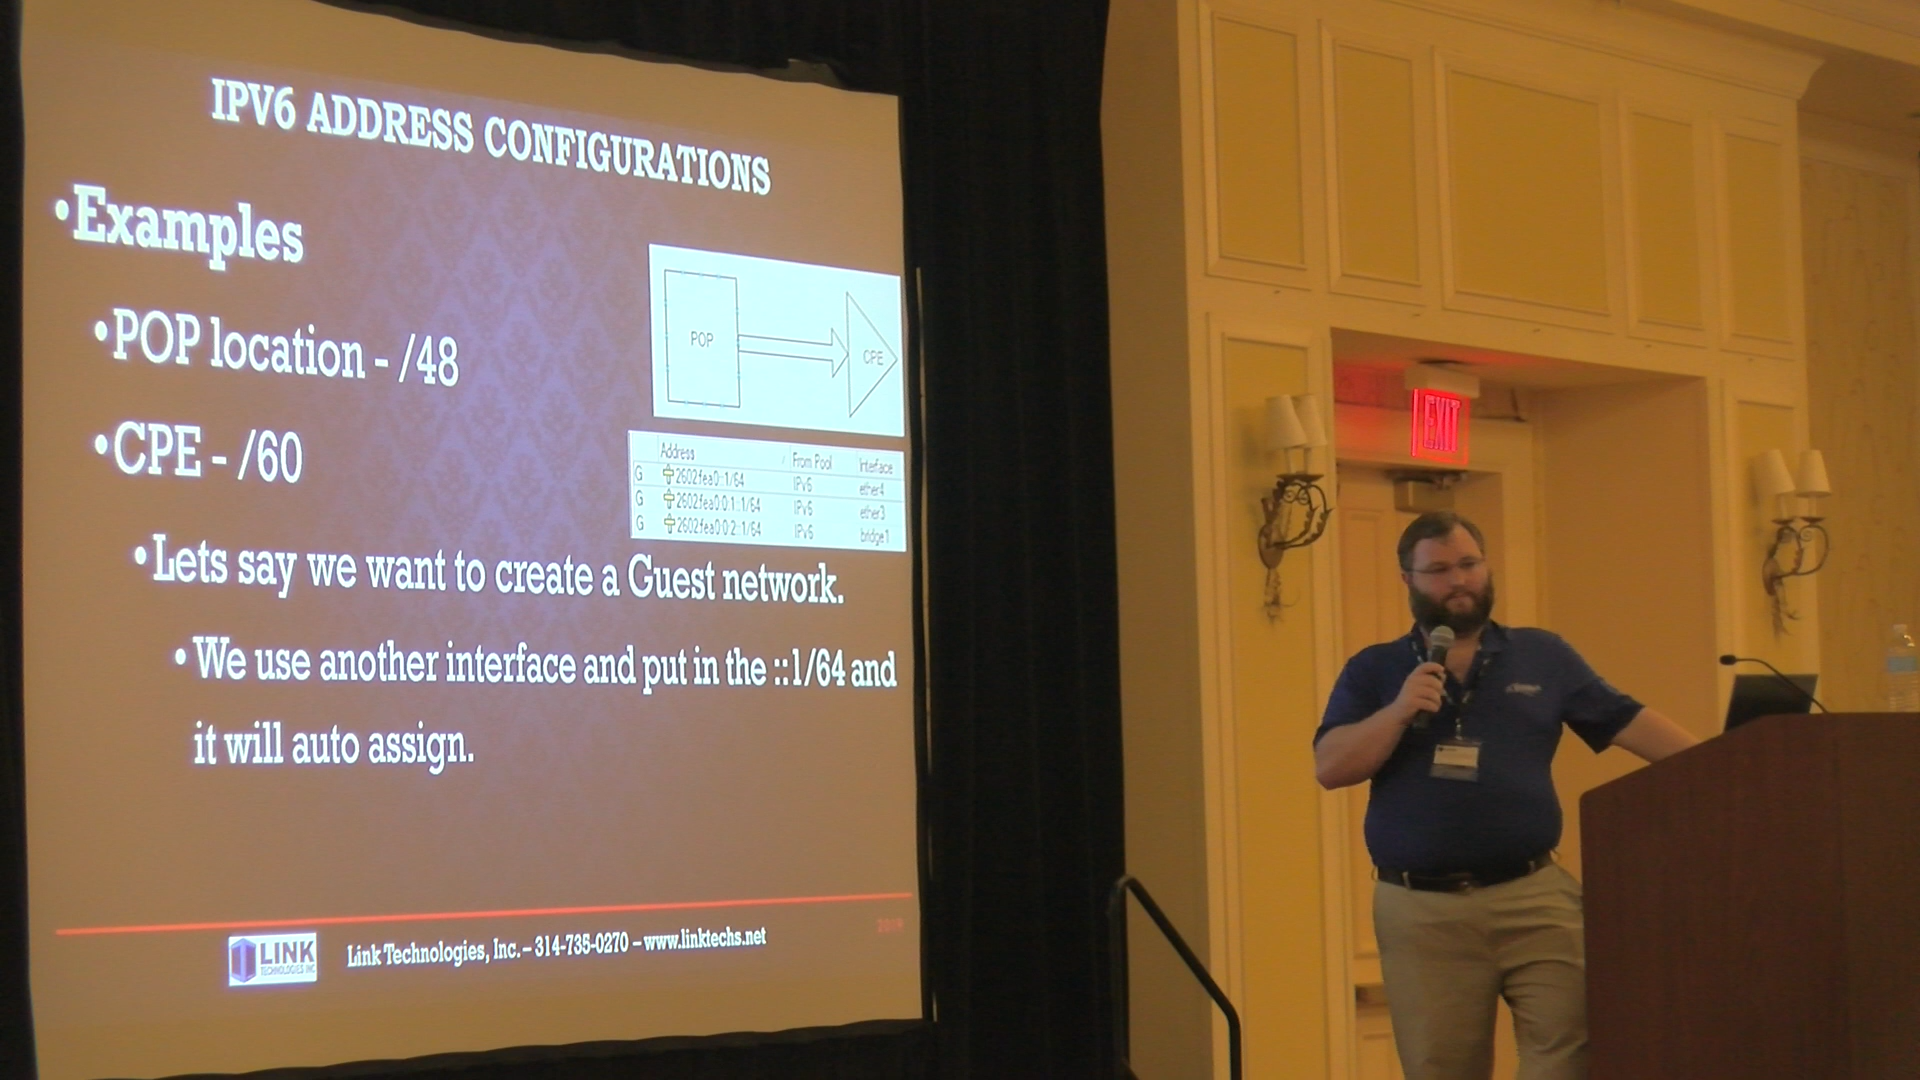 IPV6 ADDRESS CONFIGURATIONS
•Examples
•POP location - /48
•CPE - /60
POP
CPE
Address From Pool Interface
G 2602:fea0::1/64 IPv6 ether4
G 2602:fea0:0:1::1/64 IPv6 ether3
G 2602:fea0:0:2::1/64 IPv6 bridge1
•Lets say we want to create a Guest network.
•We use another interface and put in the ::1/64 and
it will auto assign.
2019
LINK
TECHNOLOGIES INC
Link Technologies, Inc. – 314-735-0270 – www.linktechs.net
EXIT